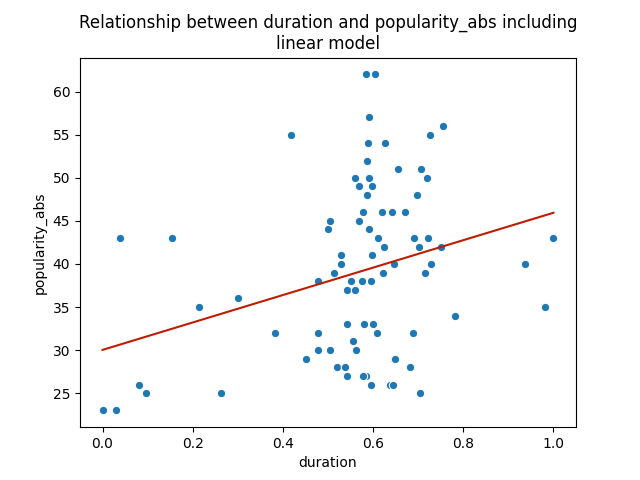 Relationship between duration and popularity_abs including
linear model
60
55
50
45
40
35
30
25
popularity_abs
0.0 0.2 0.4 0.6 0.8 1.0
duration